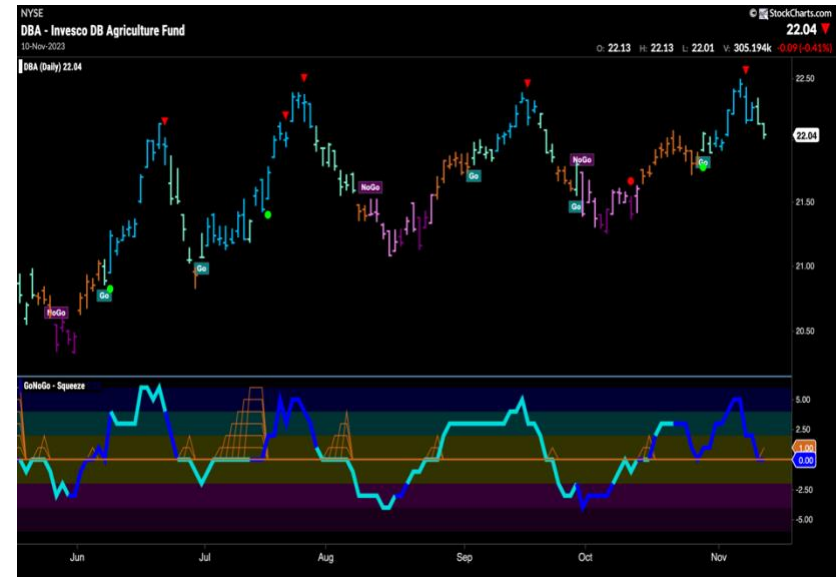 NYSE
© StockCharts.com
DBA - Invesco DB Agriculture Fund
22.04
10-Nov-2023
O: 22.13 H: 22.13 L: 22.01 V: 305.194k -0.09 (-0.41%)
DBA (Daily) 22.04
22.50
22.04
21.50
21.00
20.50
NoGo
Go
Go
NoGo
Go
NoGo
Go
Go
GoNoGo - Squeeze
5.00
2.50
1.00
0.00
-2.50
-5.00
Jun Jul Aug Sep Oct Nov